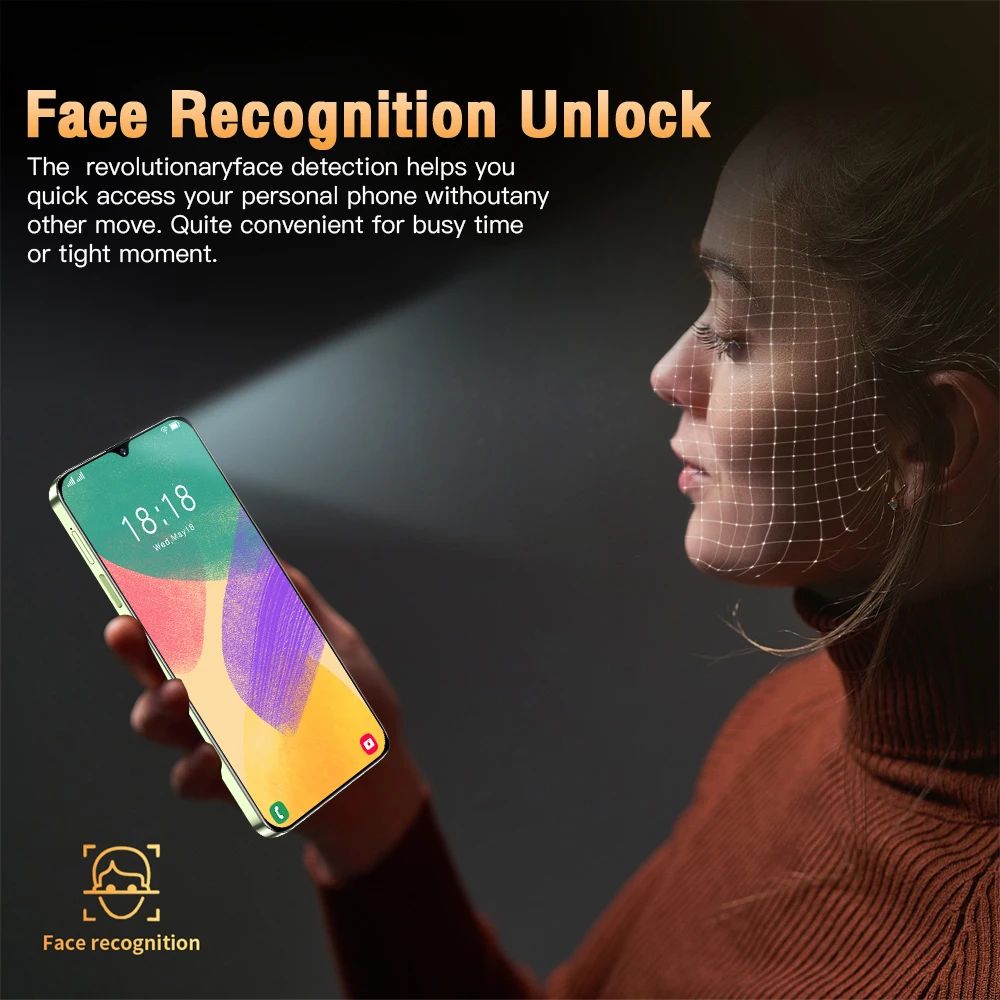 Face Recognition Unlock
The revolutionaryface detection helps you
quick access your personal phone withoutany
other move. Quite convenient for busy time
or tight moment.
18:18
Wed,May18
Face recognition